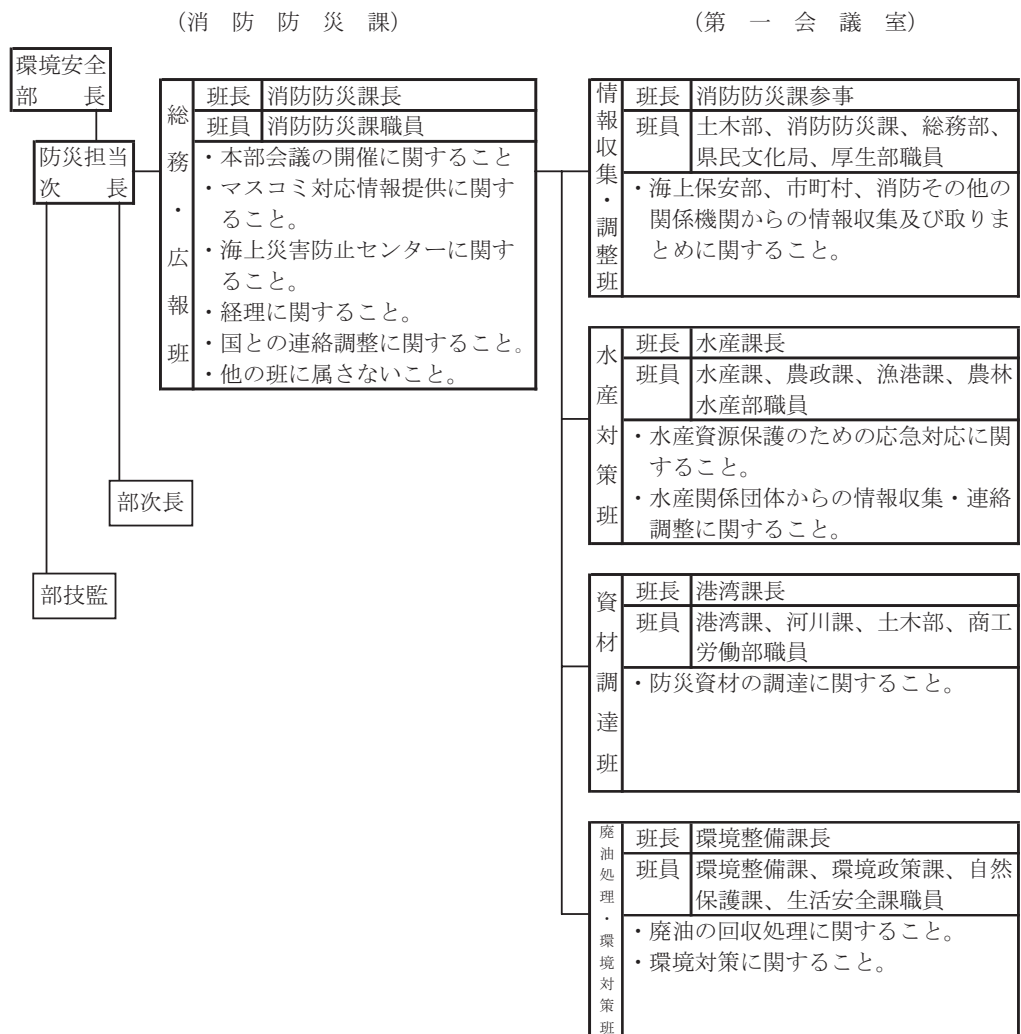 (消防防災課)
(第一会議室)
環境安全
部長
防災担当
次長
部次長
部技監
総務・広報班
班長 消防防災課長
班員 消防防災課職員
・本部会議の開催に関すること
・マスコミ対応情報提供に関す
ること。
・海上災害防止センターに関す
ること。
・経理に関すること。
・国との連絡調整に関すること。
・他の班に属さないこと。
情報収集・調整班
班長 消防防災課参事
班員 土木部、消防防災課、総務部、
県民文化局、厚生部職員
・海上保安部、市町村、消防その他の
関係機関からの情報収集及び取りま
とめに関すること。
水産対策班
班長 水産課長
班員 水産課、農政課、漁港課、農林
水産部職員
・水産資源保護のための応急対応に関
すること。
・水産関係団体からの情報収集・連絡
調整に関すること。
資材調達班
班長 港湾課長
班員 港湾課、河川課、土木部、商工
労働部職員
・防災資材の調達に関すること。
廃油処理・環境対策班
班長 環境整備課長
班員 環境整備課、環境政策課、自然
保護課、生活安全課職員
・廃油の回収処理に関すること。
・環境対策に関すること。